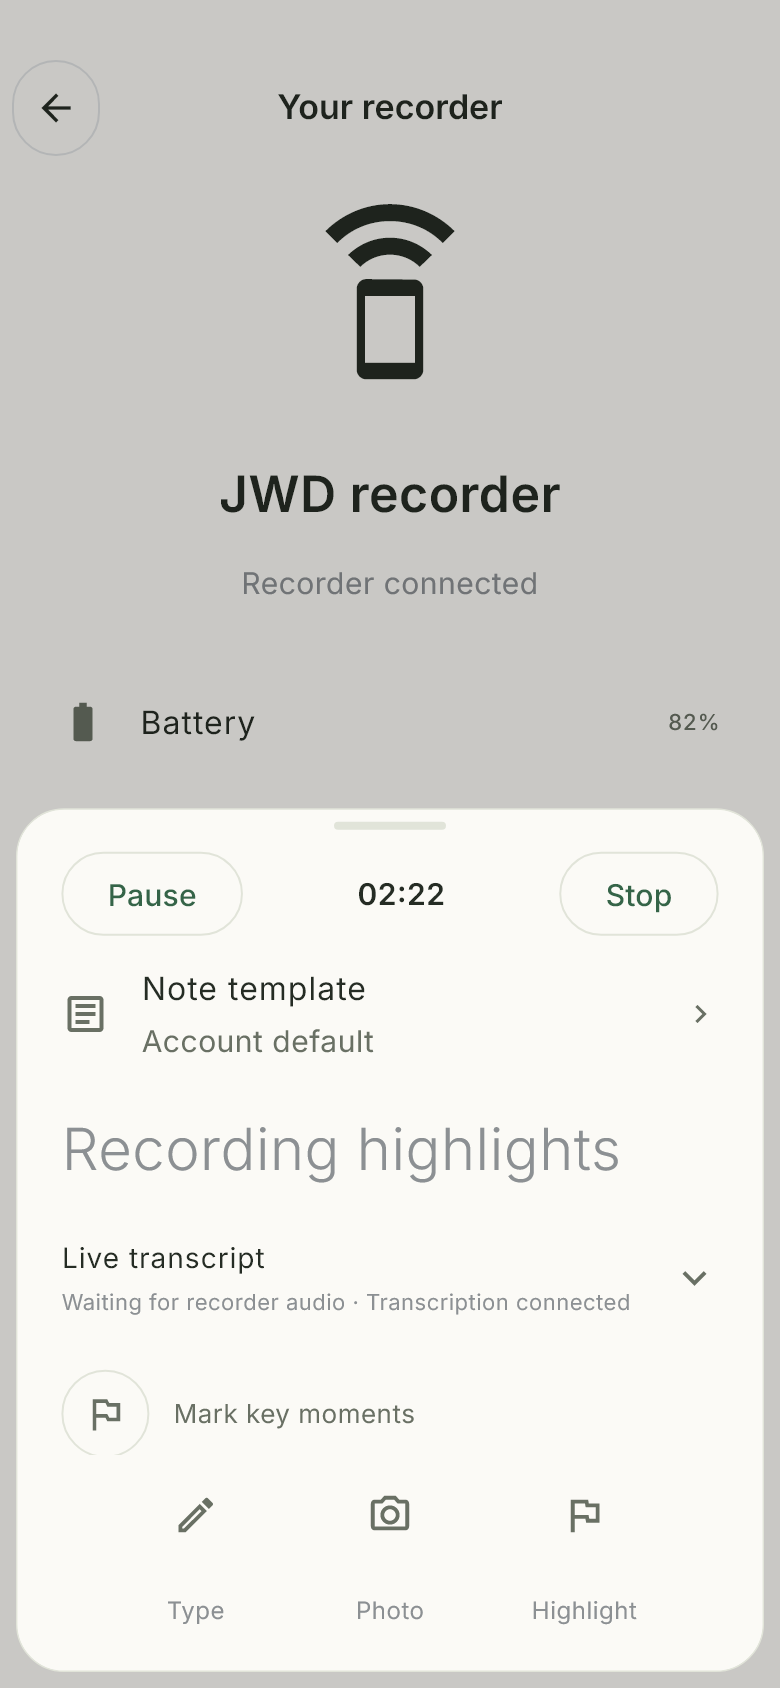 Your recorder
JWD recorder
Recorder connected
Battery
82%
Pause
02:22
Stop
Note template
Account default
Recording highlights
Live transcript
Waiting for recorder audio · Transcription connected
Mark key moments
Type
Photo
Highlight